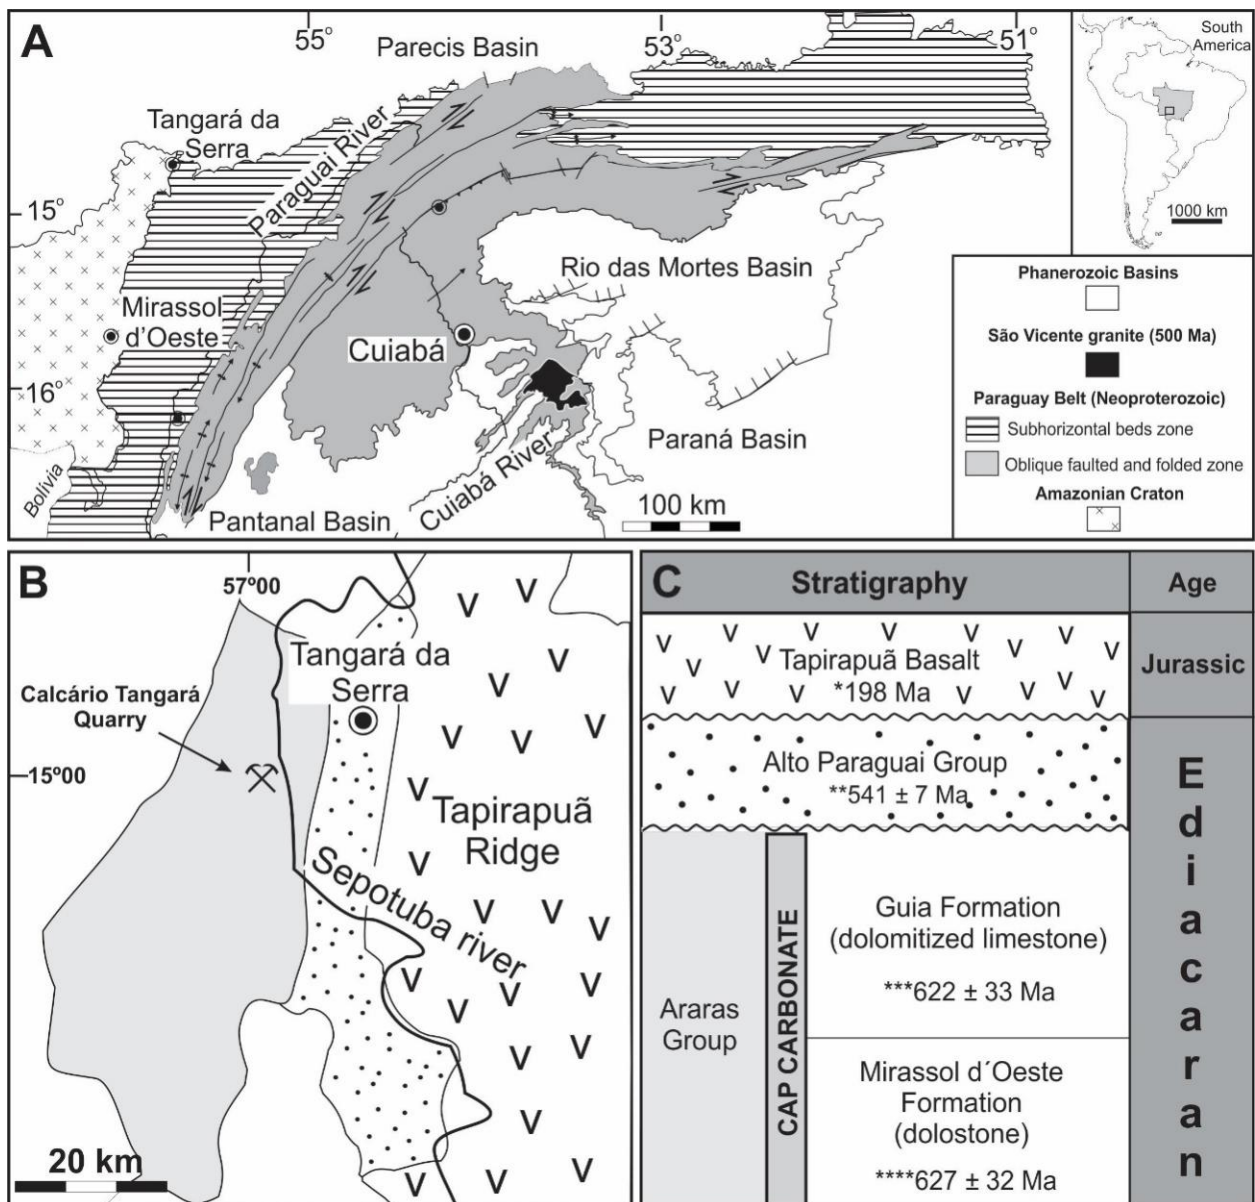 A
55°
53°
51°
Parecis Basin
South
America
1000 km
Tangará da
Serra
Paraguai River
15°
Rio das Mortes Basin
Mirassol
d'Oeste
Cuiabá
16°
Paraná Basin
Cuiabá River
Bolívia
Pantanal Basin
100 km
Phanerozoic Basins
São Vicente granite (500 Ma)
Paraguay Belt (Neoproterozoic)
Subhorizontal beds zone
Oblique faulted and folded zone
Amazonian Craton
B
57°00
Tangará da
Serra
Calcário Tangará
Quarry
15°00
Tapirapuã
Ridge
Sepotuba river
20 km
C
Stratigraphy
Age
Tapirapuã Basalt
*198 Ma
Jurassic
Alto Paraguai Group
**541 ± 7 Ma
Guia Formation
(dolomitized limestone)
***622 ± 33 Ma
Araras
Group
CAP CARBONATE
Mirassol d´Oeste
Formation
(dolostone)
****627 ± 32 Ma
Ediacaran